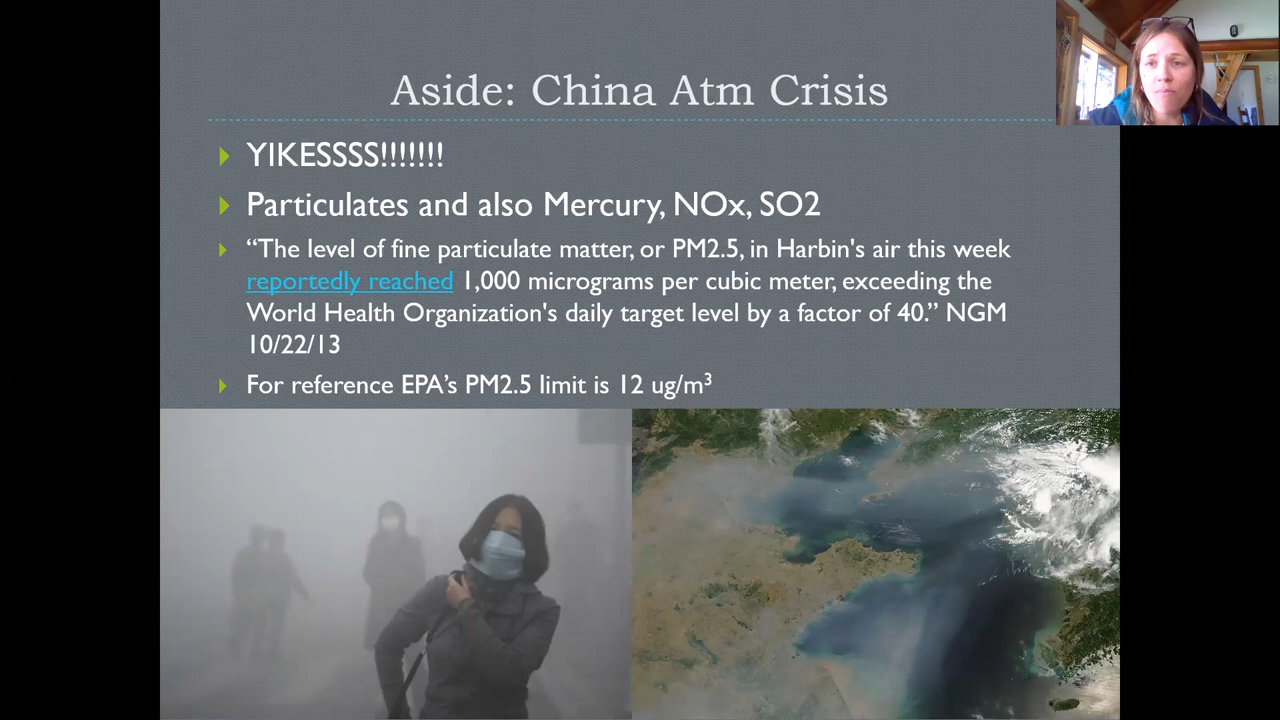 Aside: China Atm Crisis
YIKESSSS!!!!!!!
Particulates and also Mercury, NOx, SO2
“The level of fine particulate matter, or PM2.5, in Harbin's air this week
reportedly reached 1,000 micrograms per cubic meter, exceeding the
World Health Organization's daily target level by a factor of 40.” NGM
10/22/13
For reference EPA’s PM2.5 limit is 12 ug/m³